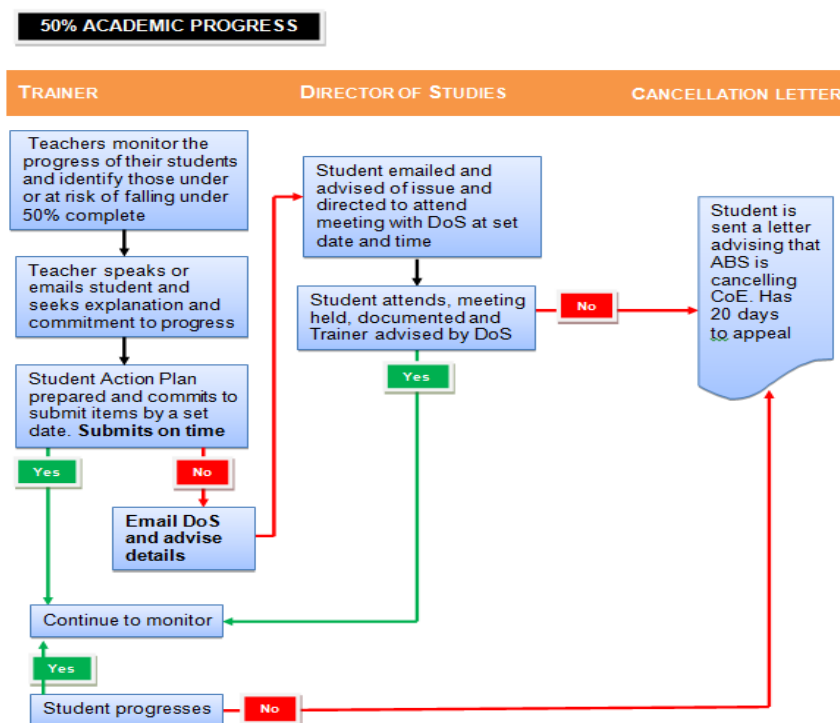 50% ACADEMIC PROGRESS
TRAINER
DIRECTOR OF STUDIES
CANCELLATION LETTER
Teachers monitor the
progress of their students
and identify those under
or at risk of falling under
50% complete
Teacher speaks or
emails student and
seeks explanation and
commitment to progress
Student Action Plan
prepared and commits to
submit items by a set
date. Submits on time
Yes
No
Email DoS
and advise
details
Student emailed and
advised of issue and
directed to attend
meeting with DoS at set
date and time
Student attends, meeting
held, documented and
Trainer advised by DoS
No
Yes
Student is
sent a letter
advising that
ABS is
cancelling
CoE. Has
20 days
to appeal
Continue to monitor
Yes
Student progresses
No